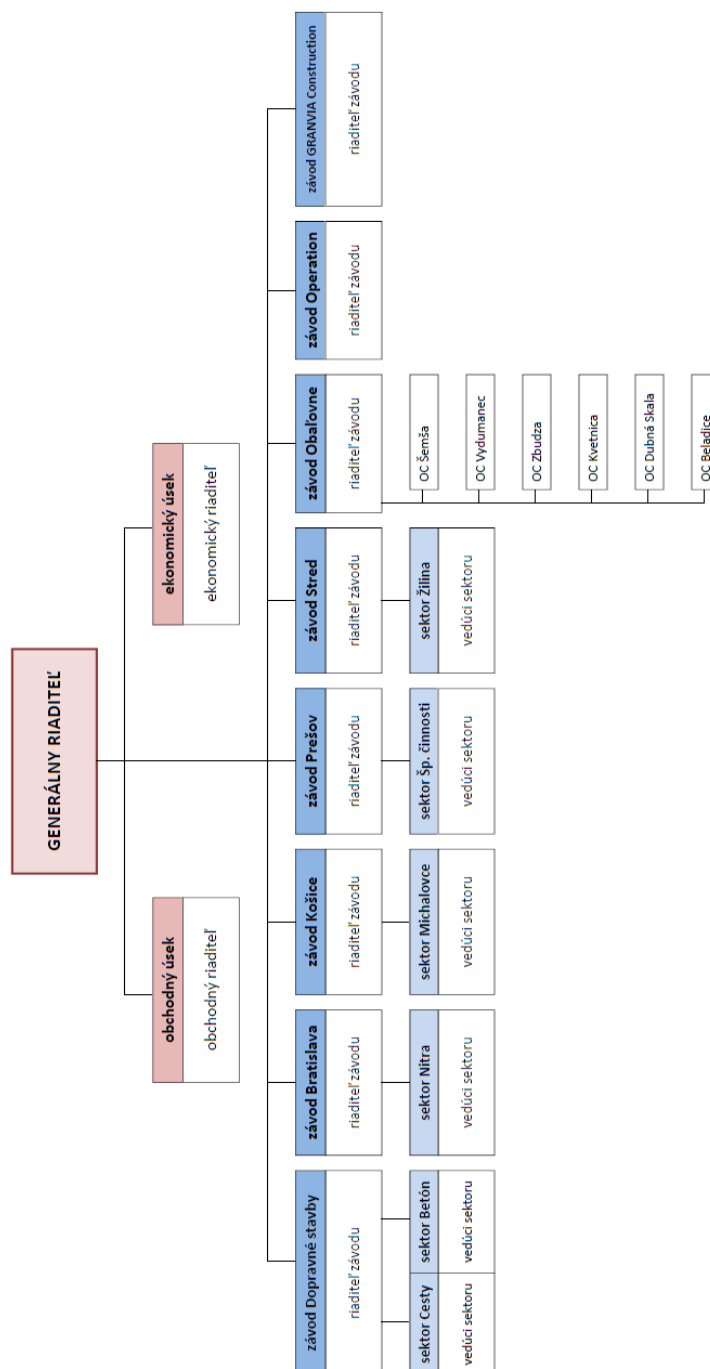 GENERÁLNY RIADITEĽ
obchodný úsek
obchodný riaditeľ
ekonomický úsek
ekonomický riaditeľ
závod Dopravné stavby
riaditeľ závodu
závod Bratislava
riaditeľ závodu
závod Košice
riaditeľ závodu
závod Prešov
riaditeľ závodu
závod Stred
riaditeľ závodu
závod Obaľovne
riaditeľ závodu
závod Operation
riaditeľ závodu
závod GRANVIA Construction
riaditeľ závodu
sektor Cesty
vedúci sektoru
sektor Betón
vedúci sektoru
sektor Nitra
vedúci sektoru
sektor Michalovce
vedúci sektoru
sektor Šp. činnosti
vedúci sektoru
sektor Žilina
vedúci sektoru
OC Šemša
OC Vydumanec
OC Zbudza
OC Kvetnica
OC Dubná Skala
OC Beladice